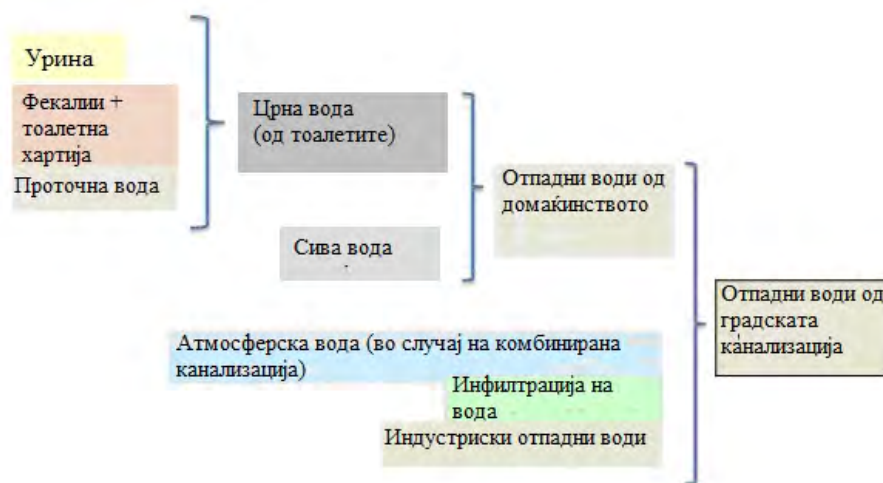 Урина
Фекалии +
тоалетна
хартија
Проточна вода
Црна вода
(од тоалетите)
Сива вода
Отпадни води од
домаќинството
Атмосферска вода (во случај на комбинирана
канализација)
Инфилтрација на
вода
Индустриски отпадни води
Отпадни води од
градската
канализација